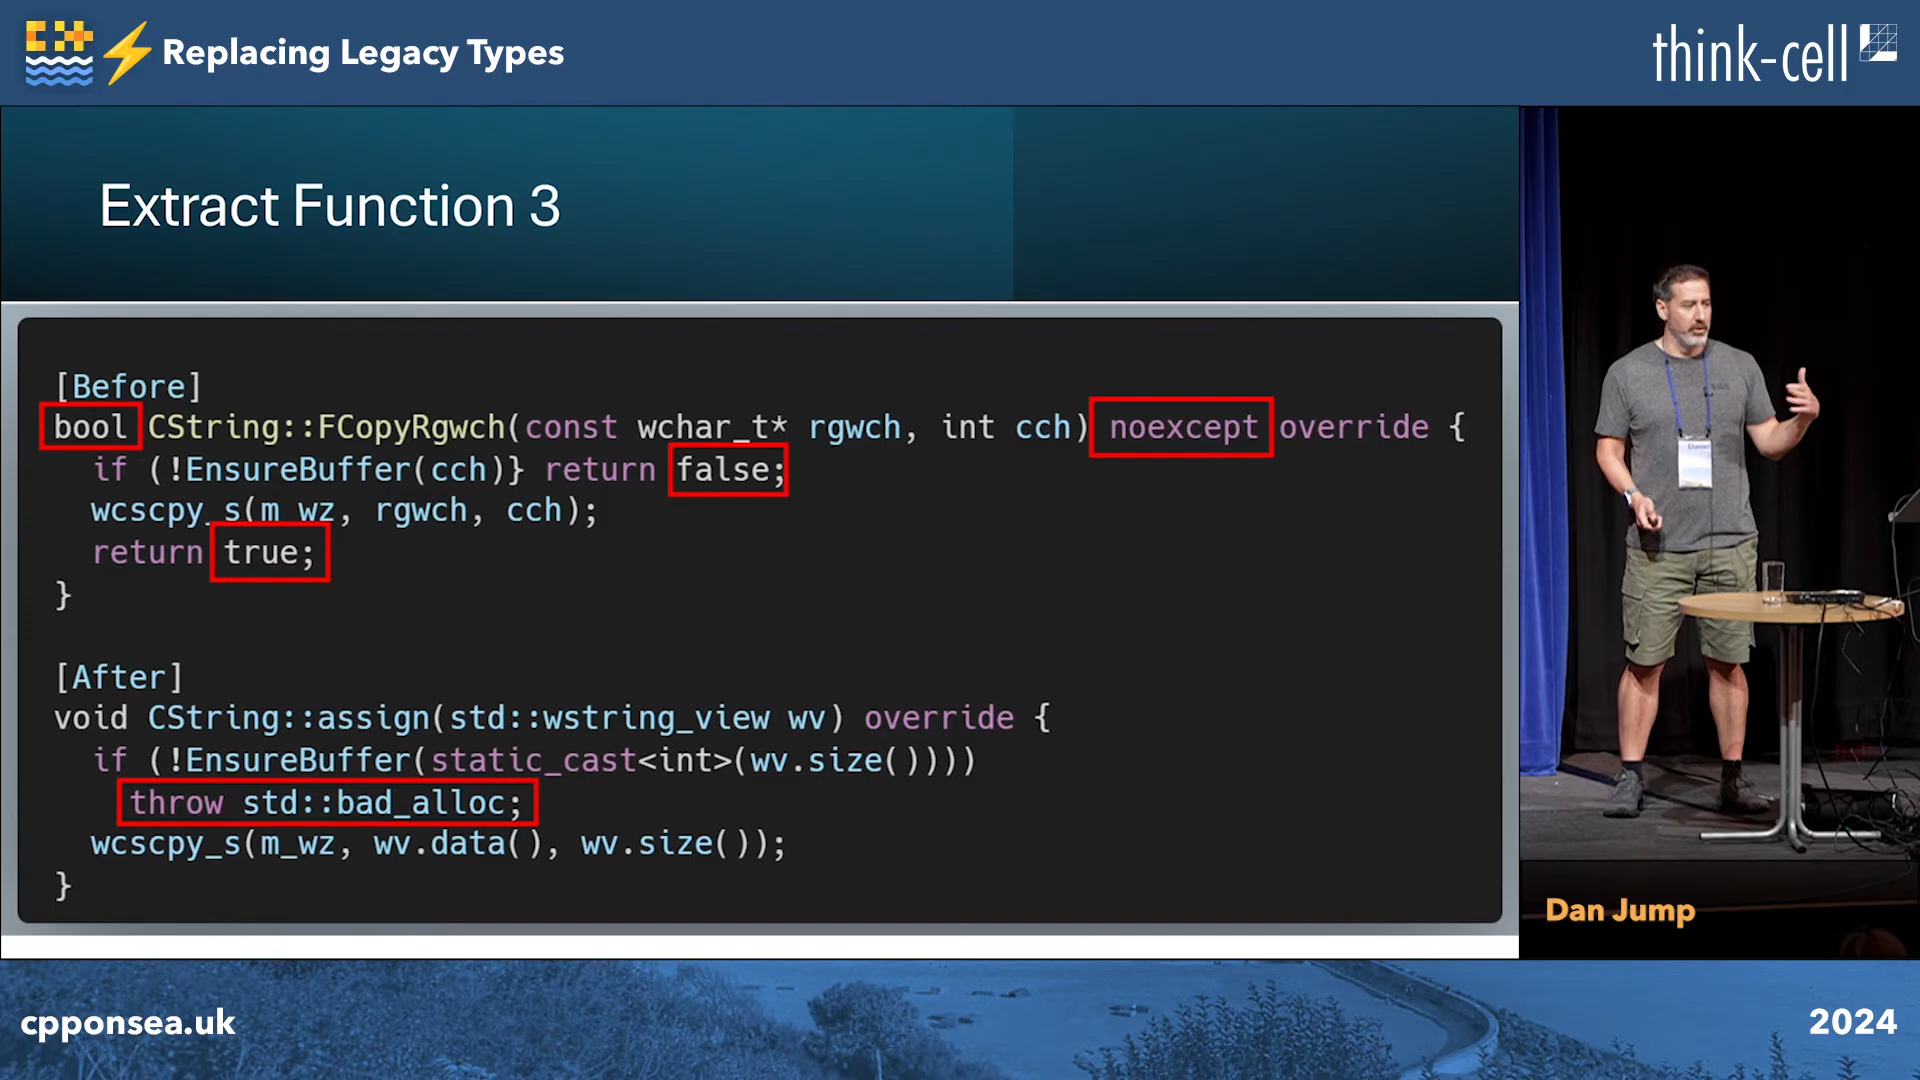 Replacing Legacy Types
think-cell
Extract Function 3
[Before]
bool CString::FCopyRgwch(const wchar_t* rgwch, int cch) noexcept override {
if (!EnsureBuffer(cch)} return false;
wcscpy_s(m_wz, rgwch, cch);
return true;
}
[After]
void CString::assign(std::wstring_view wv) override {
if (!EnsureBuffer(static_cast<int>(wv.size())))
throw std::bad_alloc;
wcscpy_s(m_wz, wv.data(), wv.size());
}
Dan Jump
cpponsea.uk
2024